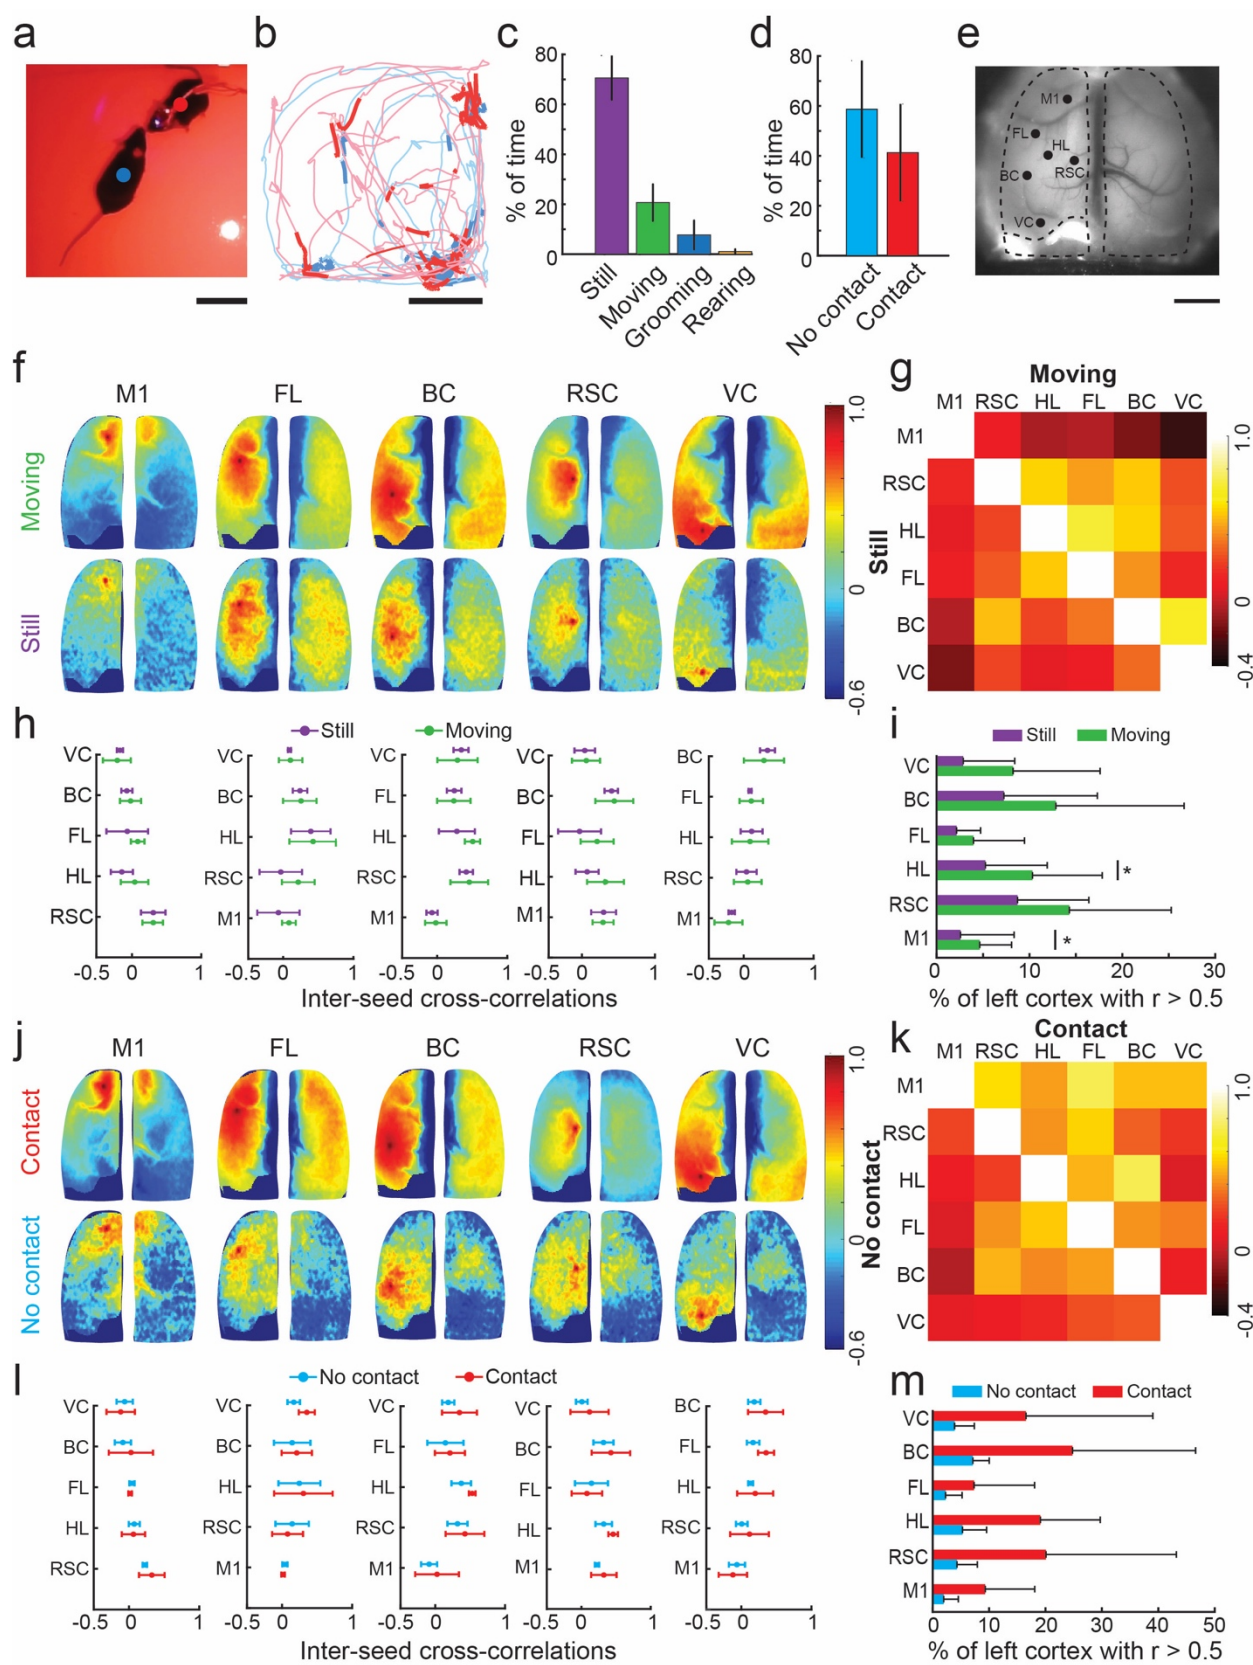 a
b
c
d
e
80
60
40
20
0
% of time
Still
Moving
Grooming
Rearing
80
60
40
20
0
% of time
No contact
Contact
M1
FL
HL
BC
RSC
VC
f
M1
FL
BC
RSC
VC
Moving
Still
1.0
0
-0.6
g
Moving
M1
RSC
HL
FL
BC
VC
Still
M1
RSC
HL
FL
BC
VC
1.0
0
-0.4
h
Still
Moving
VC
BC
FL
HL
RSC
-0.5
0
1
VC
BC
HL
RSC
M1
-0.5
0
1
VC
FL
HL
RSC
M1
-0.5
0
1
VC
BC
FL
HL
M1
-0.5
0
1
BC
FL
HL
RSC
M1
-0.5
0
1
Inter-seed cross-correlations
i
Still
Moving
VC
BC
FL
HL
RSC
M1
*
*
0
10
20
30
% of left cortex with r > 0.5
j
M1
FL
BC
RSC
VC
Contact
No contact
1.0
0
-0.6
k
Contact
M1
RSC
HL
FL
BC
VC
No contact
M1
RSC
HL
FL
BC
VC
1.0
0
-0.4
l
No contact
Contact
VC
BC
FL
HL
RSC
-0.5
0
1
VC
BC
HL
RSC
M1
-0.5
0
1
VC
FL
HL
RSC
M1
-0.5
0
1
VC
BC
FL
HL
M1
-0.5
0
1
BC
FL
HL
RSC
M1
-0.5
0
1
Inter-seed cross-correlations
m
No contact
Contact
VC
BC
FL
HL
RSC
M1
0
10
20
30
40
50
% of left cortex with r > 0.5